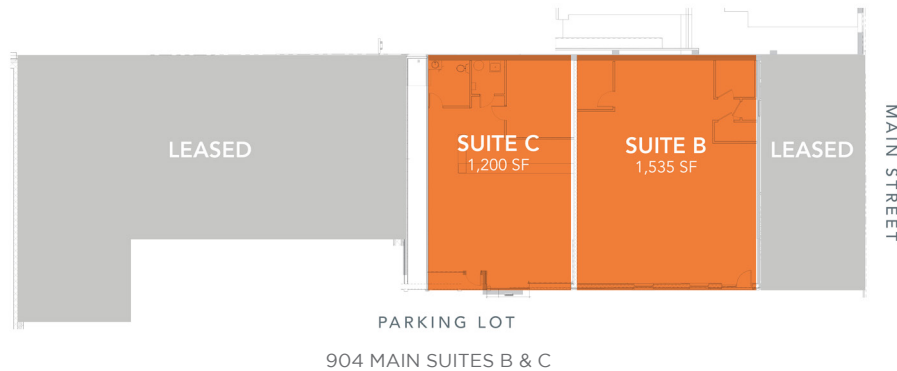 LEASED
SUITE C
1,200 SF
SUITE B
1,535 SF
LEASED
MAIN STREET
PARKING LOT
904 MAIN SUITES B & C